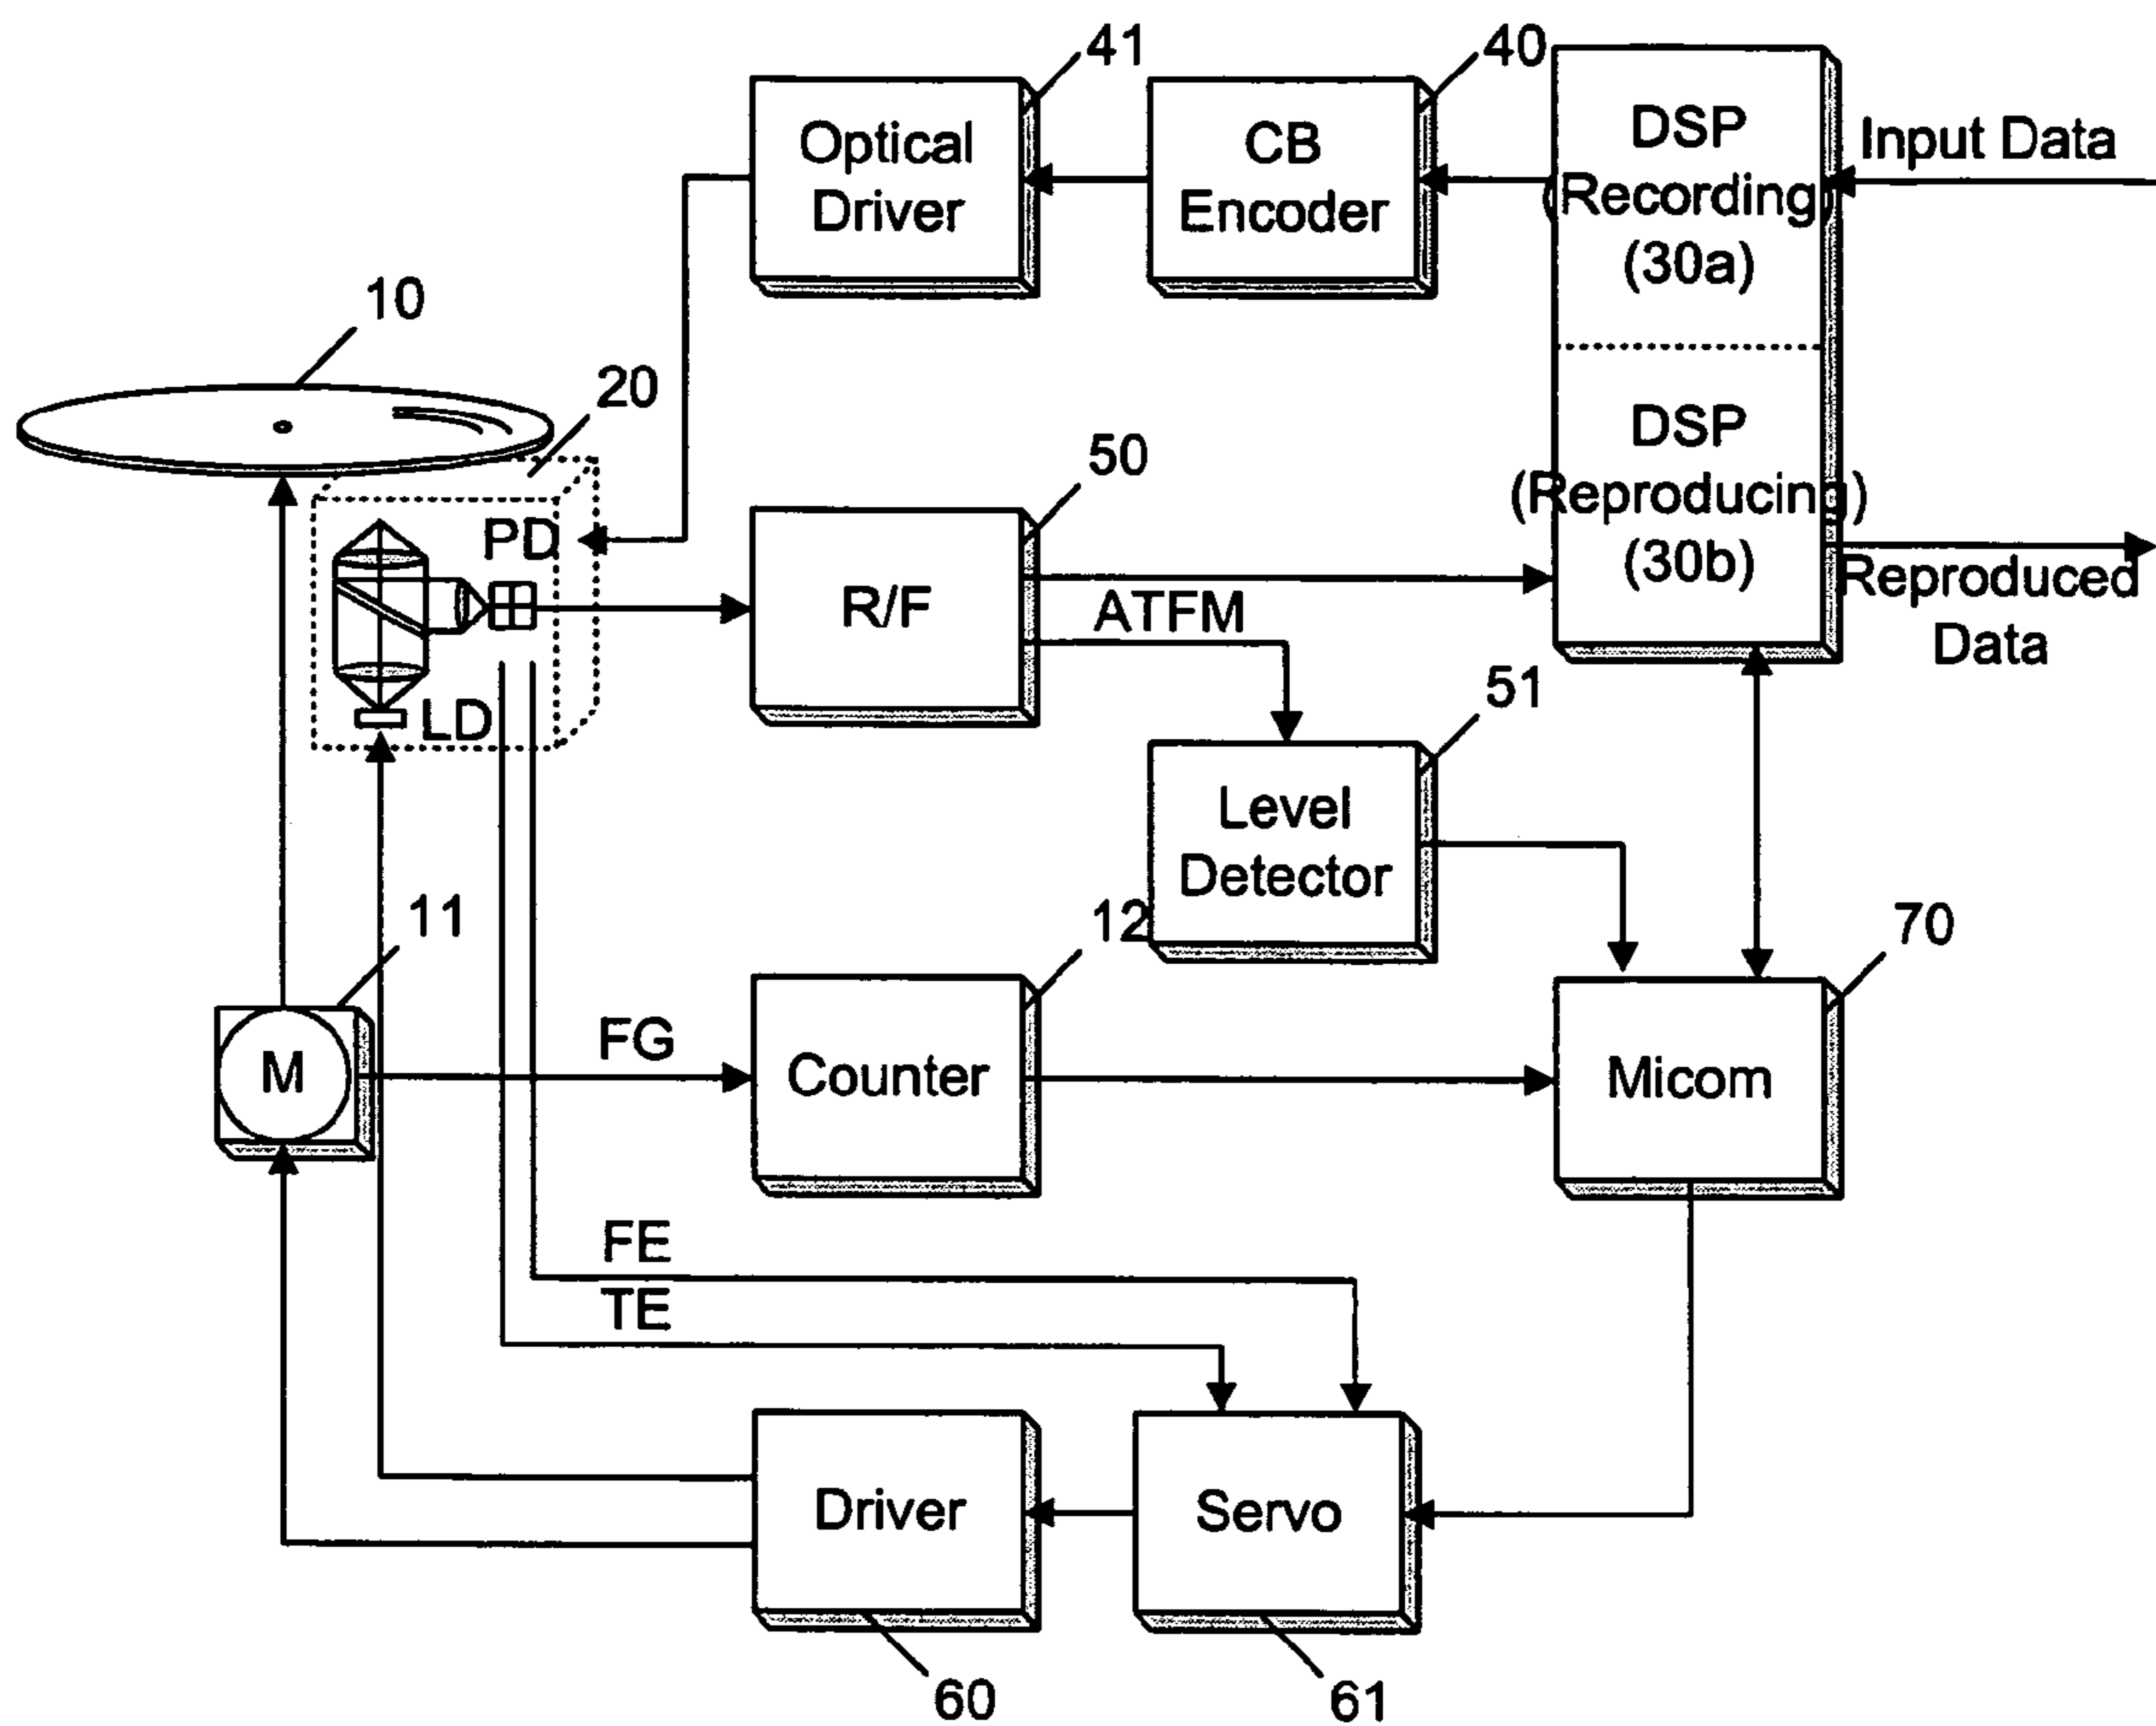 41
40
Optical
Driver
CB
Encoder
DSP
(Recording)
(30a)
Input Data
10
20
50
DSP
(Reproducing)
(30b)
Reproduced
Data
PD
LD
R/F
ATFM
51
Level
Detector
11
12
70
M
FG
Counter
Micom
FE
TE
Driver
Servo
60
61